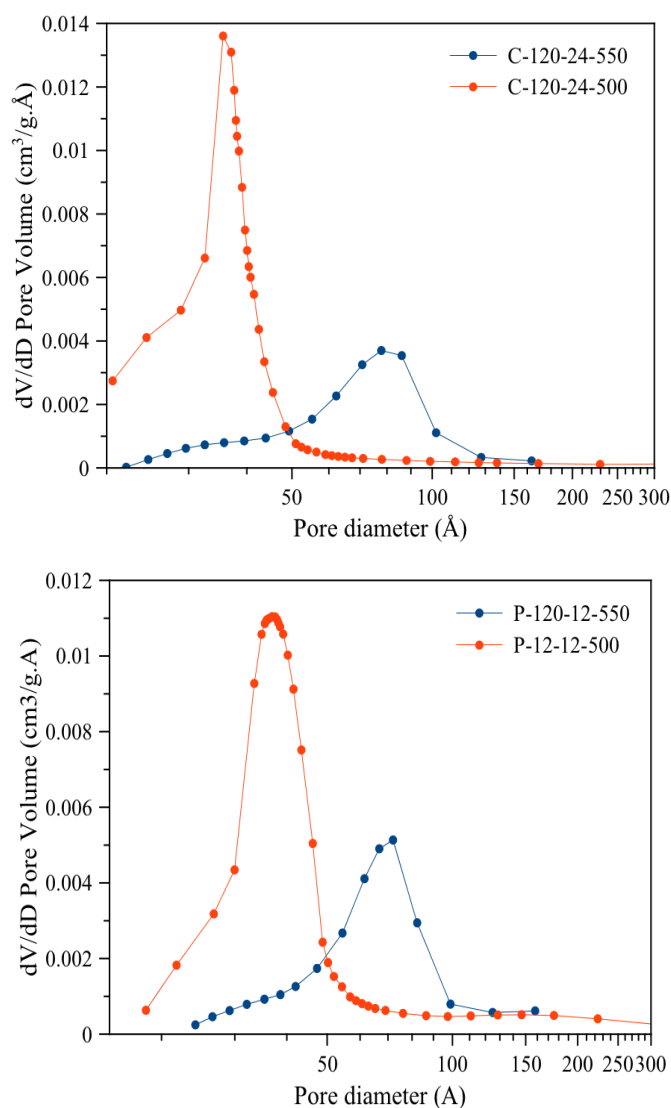 C-120-24-550
C-120-24-500
dV/dD Pore Volume (cm³/g.Å)
0.014
0.012
0.01
0.008
0.006
0.004
0.002
0
50 100 150 200 250 300
Pore diameter (Å)
P-120-12-550
P-12-12-500
dV/dD Pore Volume (cm3/g.A)
0.012
0.01
0.008
0.006
0.004
0.002
0
50 100 150 200 250 300
Pore diameter (A)